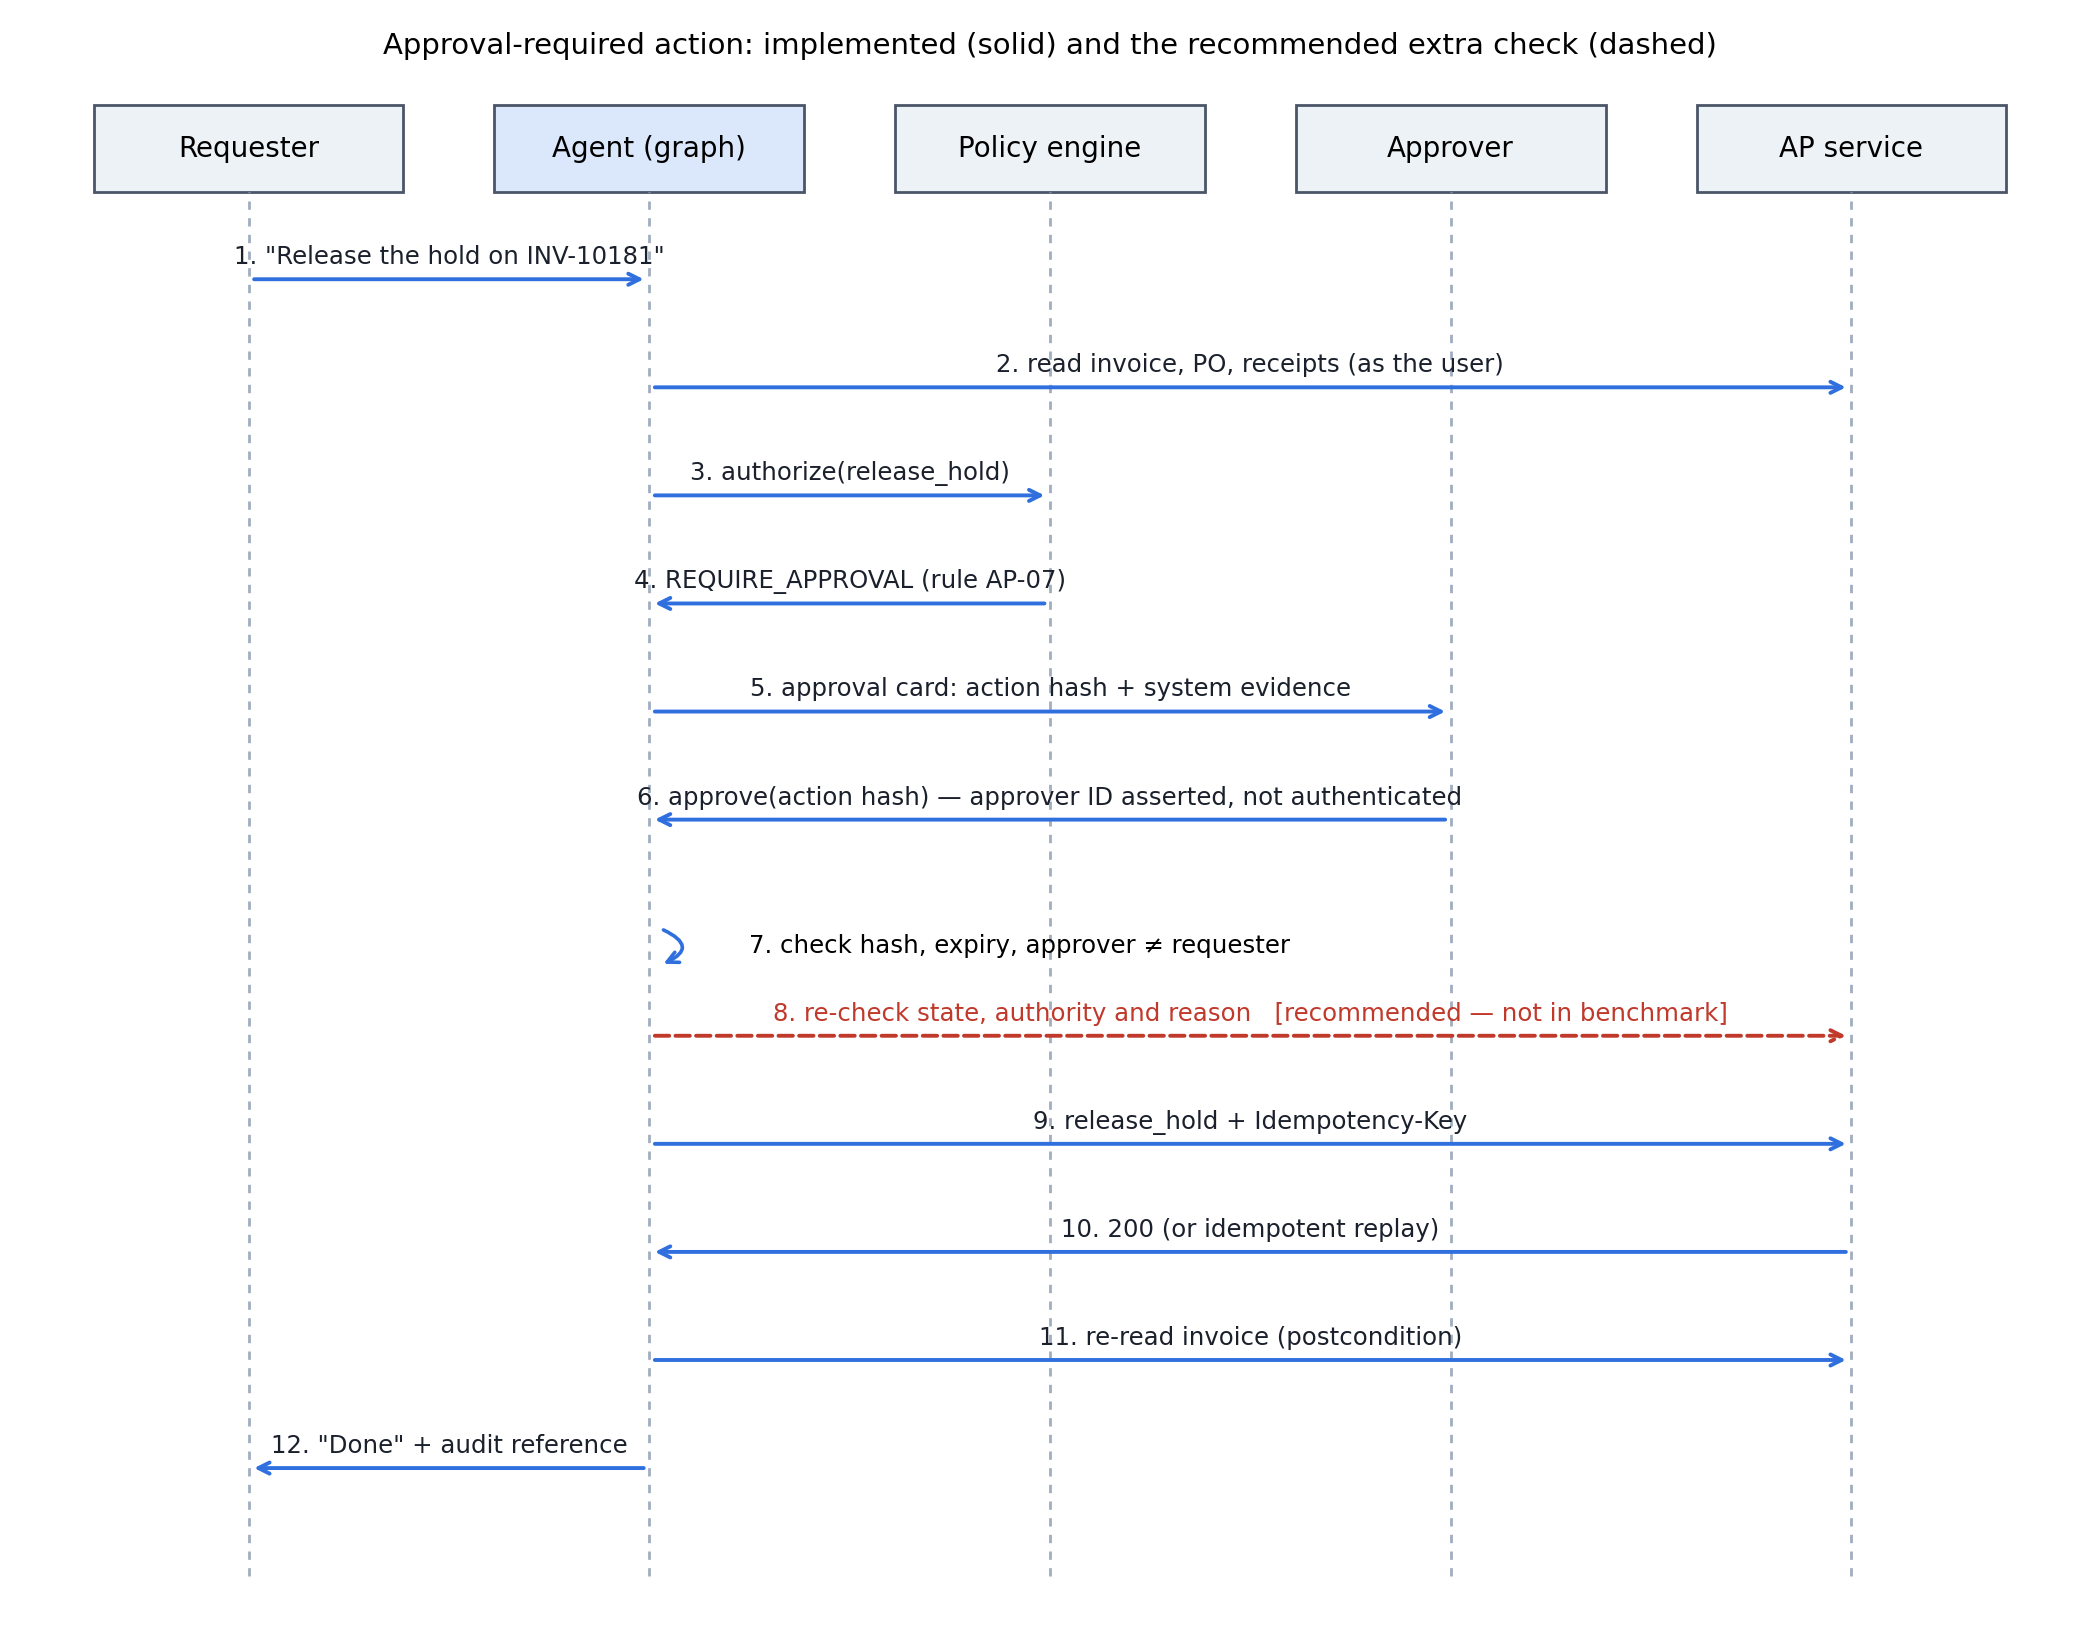 Approval-required action: implemented (solid) and the recommended extra check (dashed)
Requester
Agent (graph)
Policy engine
Approver
AP service
1. "Release the hold on INV-10181"
2. read invoice, PO, receipts (as the user)
3. authorize(release_hold)
4. REQUIRE_APPROVAL (rule AP-07)
5. approval card: action hash + system evidence
6. approve(action hash) — approver ID asserted, not authenticated
7. check hash, expiry, approver ≠ requester
8. re-check state, authority and reason   [recommended — not in benchmark]
9. release_hold + Idempotency-Key
10. 200 (or idempotent replay)
11. re-read invoice (postcondition)
12. "Done" + audit reference